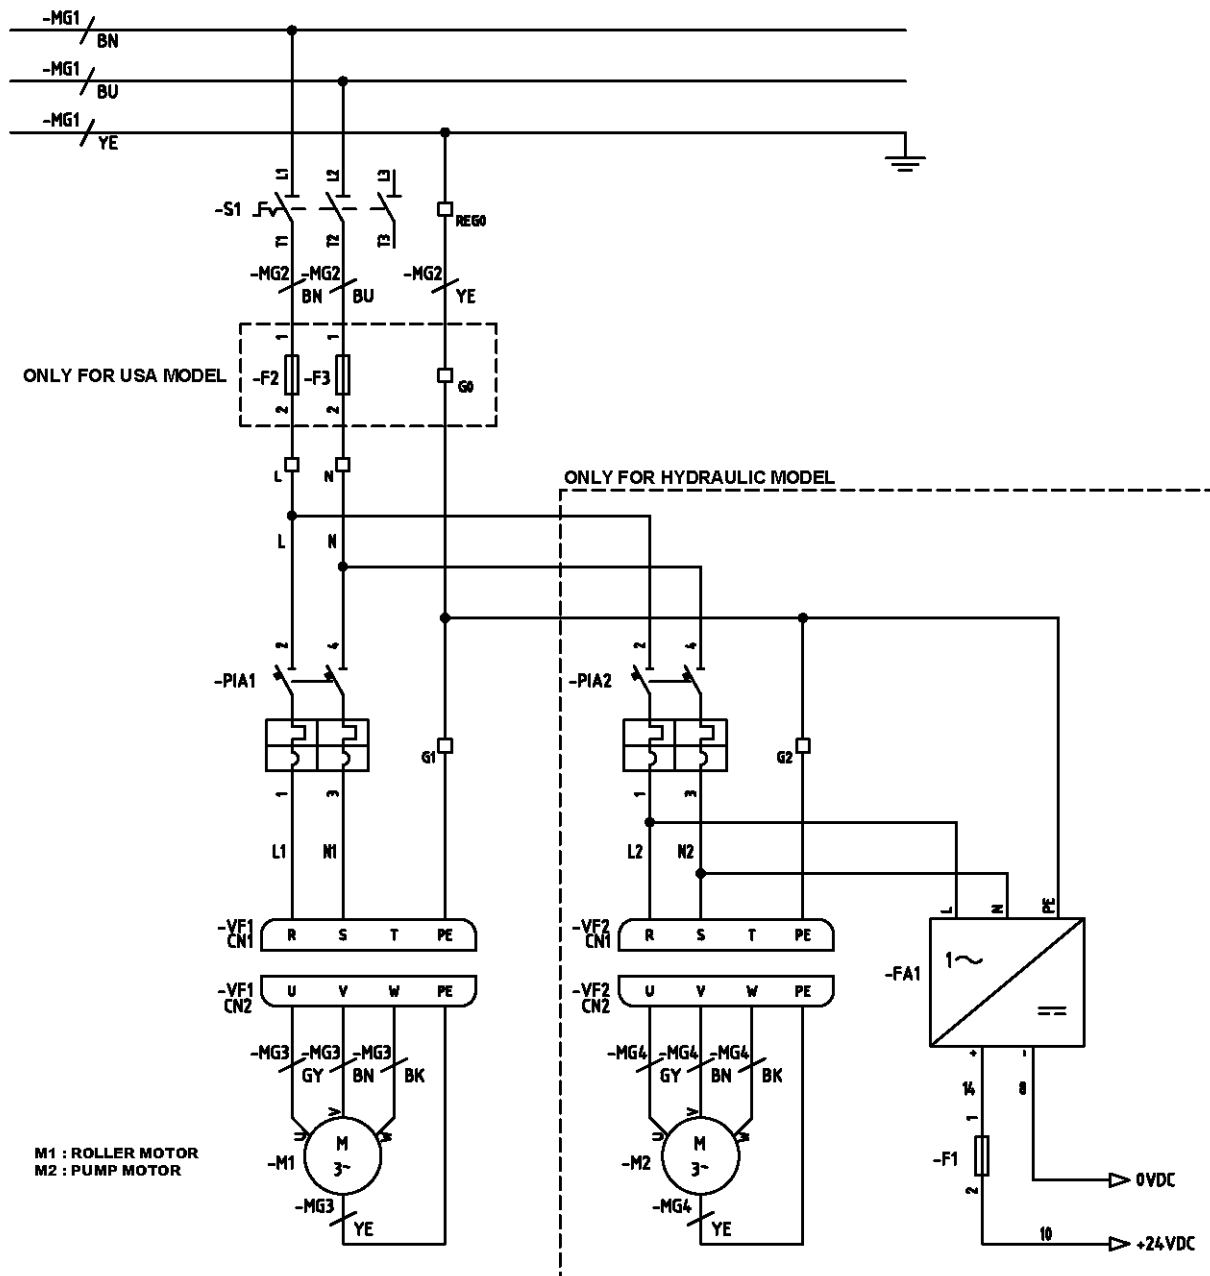 -MG1
BN
-MG1
BU
-MG1
YE
L1
L2
L3
-S1
REG0
T1
T2
T3
-MG2
-MG2
-MG2
BN
BU
YE
1
1
ONLY FOR USA MODEL
-F2
-F3
G0
2
2
L
N
ONLY FOR HYDRAULIC MODEL
L
N
2
4
2
4
-PIA1
-PIA2
G1
G2
1
3
1
3
L1
N1
L2
N2
L
N
PE
-VF1
CN1
R
S
T
PE
-VF2
CN1
R
S
T
PE
-FA1
1~
-VF1
CN2
U
V
W
PE
-VF2
CN2
U
V
W
PE
+
-
-MG3
-MG3
-MG3
GY
BN
BK
-MG4
-MG4
-MG4
GY
BN
BK
14
8
V
U
W
V
U
W
1
M1 : ROLLER MOTOR
M2 : PUMP MOTOR
-M1
M
3~
-M2
M
3~
-F1
2
0VDC
-MG3
YE
-MG4
YE
10
+24VDC